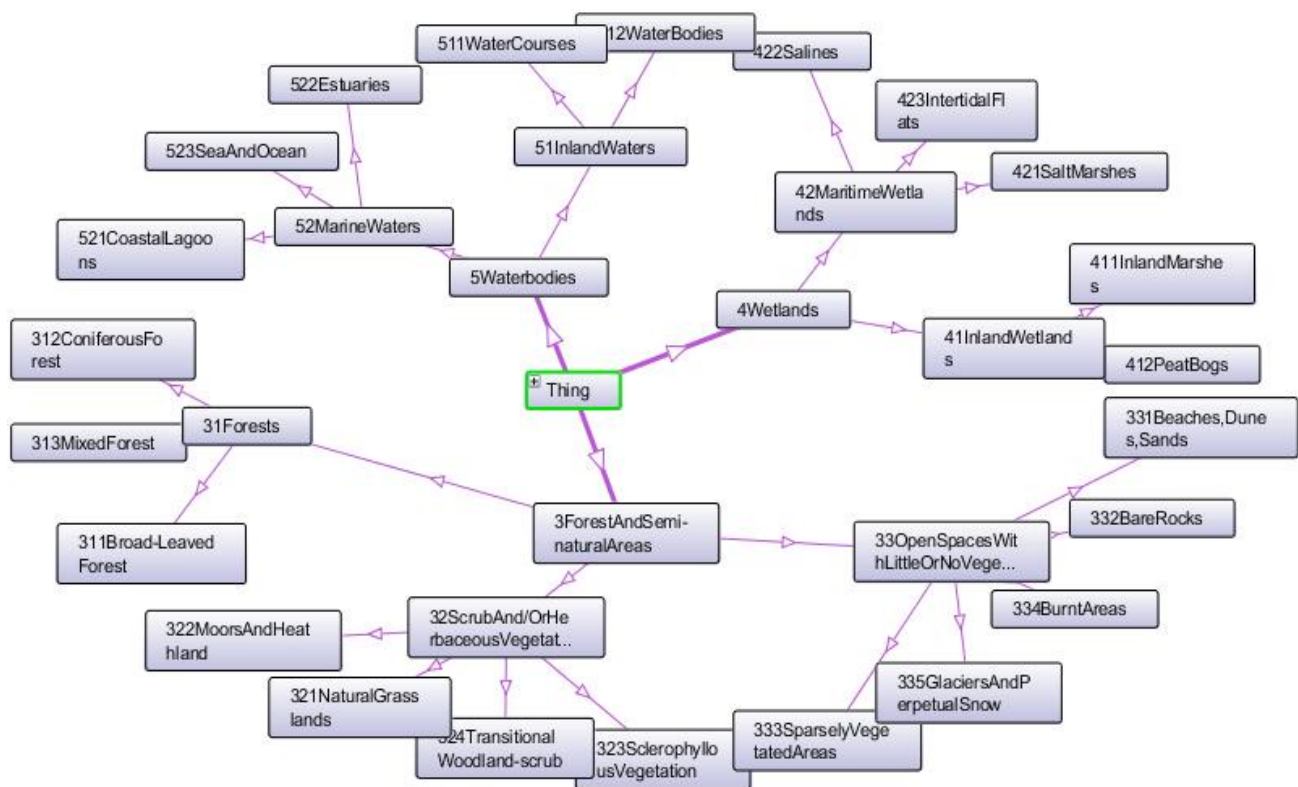 511WaterCourses
12WaterBodies
422Salines
522Estuaries
423IntertidalFl
ats
523SeaAndOcean
51InlandWaters
421SaltMarshes
42MaritimeWetla
nds
52MarineWaters
521CoastalLagoo
ns
5Waterbodies
411InlandMarshe
s
4Wetlands
41InlandWetland
s
312ConiferousFo
rest
412PeatBogs
Thing
31Forests
313MixedForest
331Beaches,Dune
s,Sands
3ForestAndSemi-
naturalAreas
332BareRocks
311Broad-Leaved
Forest
33OpenSpacesWit
hLittleOrNoVege...
334BurntAreas
32ScrubAnd/OrHe
rbaceousVegetat...
322MoorsAndHeat
hland
321NaturalGrass
lands
335GlaciersAndP
erpetualSnow
324Transitional
Woodland-scrub
323Sclerophyllo
usVegetation
333SparselyVege
tatedAreas